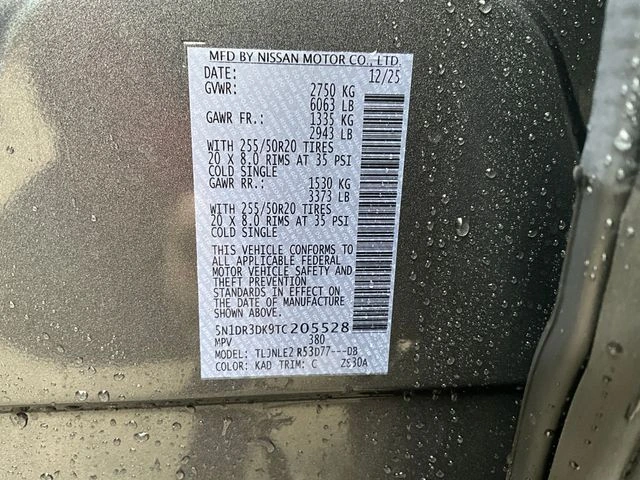 MFD BY NISSAN MOTOR CO., LTD.
DATE: 12/25
GVWR: 2750 KG
6063 LB
GAWR FR.: 1335 KG
2943 LB
WITH 255/50R20 TIRES
20 X 8.0 RIMS AT 35 PSI
COLD SINGLE
GAWR RR.: 1530 KG
3373 LB
WITH 255/50R20 TIRES
20 X 8.0 RIMS AT 35 PSI
COLD SINGLE
THIS VEHICLE CONFORMS TO
ALL APPLICABLE FEDERAL
MOTOR VEHICLE SAFETY AND
THEFT PREVENTION
STANDARDS IN EFFECT ON
THE DATE OF MANUFACTURE
SHOWN ABOVE.
5N1DR3DK9TC205528
MPV 380
MODEL: TLJNLE2 R53D77---DB
COLOR: KAD TRIM: C ZS30A